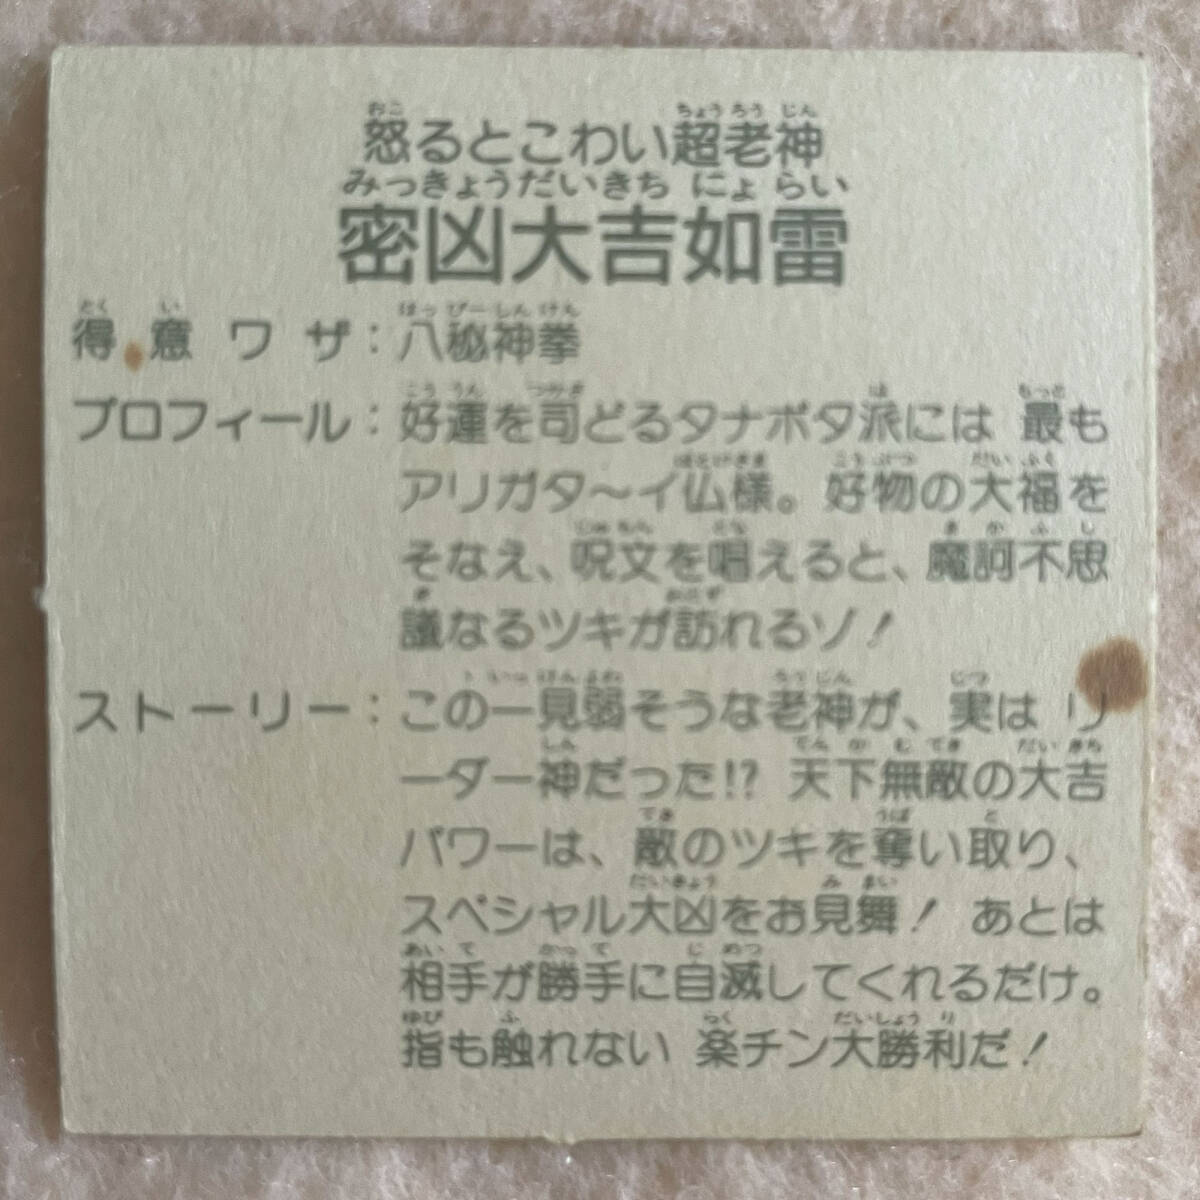 怒るとこわい超老神
密凶大吉如雷
得意ワザ：八秘神拳
プロフィール：好運を司どるタナボタ派には 最も
アリガタ〜イ仏様。好物の大福を
そなえ、呪文を唱えると、魔訶不思
議なるツキが訪れるゾ！
ストーリー：この一見弱そうな老神が、実は リ
ーダー神だった!? 天下無敵の大吉
パワーは、敵のツキを奪い取り、
スペシャル大凶をお見舞！ あとは
相手が勝手に自滅してくれるだけ。
指も触れない 楽チン大勝利だ！